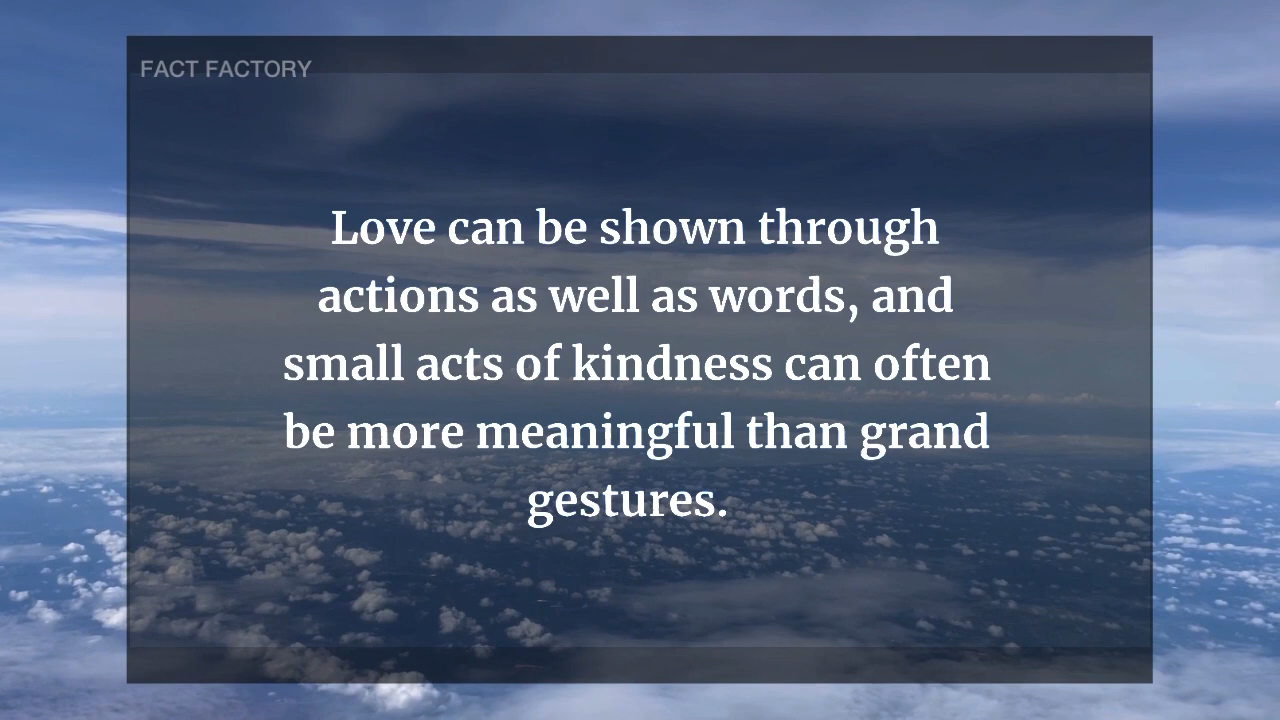 FACT FACTORY
Love can be shown through
actions as well as words, and
small acts of kindness can often
be more meaningful than grand
gestures.